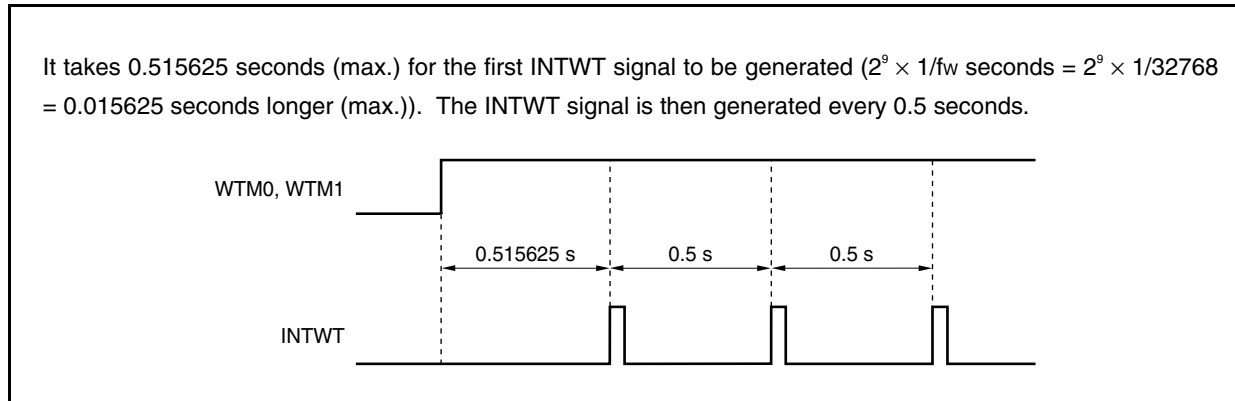 It takes 0.515625 seconds (max.) for the first INTWT signal to be generated (2⁹ × 1/fw seconds = 2⁹ × 1/32768
= 0.015625 seconds longer (max.)). The INTWT signal is then generated every 0.5 seconds.
WTM0, WTM1
0.515625 s 0.5 s 0.5 s
INTWT